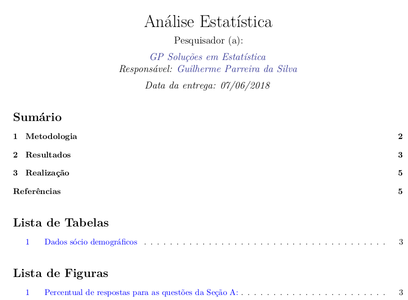 Análise Estatística
Pesquisador (a):
GP Soluções em Estatística
Responsável: Guilherme Parreira da Silva
Data da entrega: 07/06/2018
Sumário
1 Metodologia 2
2 Resultados 3
3 Realização 5
Referências 5
Lista de Tabelas
1 Dados sócio demográficos . . . . . . . . . . . . . . . . . . . . . . . . . . . . . . . . . . . . . 3
Lista de Figuras
1 Percentual de respostas para as questões da Seção A: . . . . . . . . . . . . . . . . . . . . . . 3